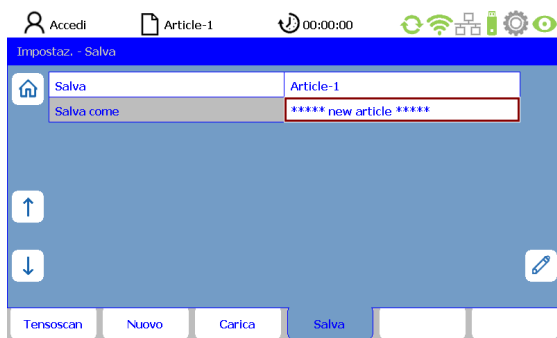 Accedi Article-1 00:00:00
Impostaz. - Salva
Salva Article-1
Salva come ***** new article *****
Tensoscan Nuovo Carica Salva